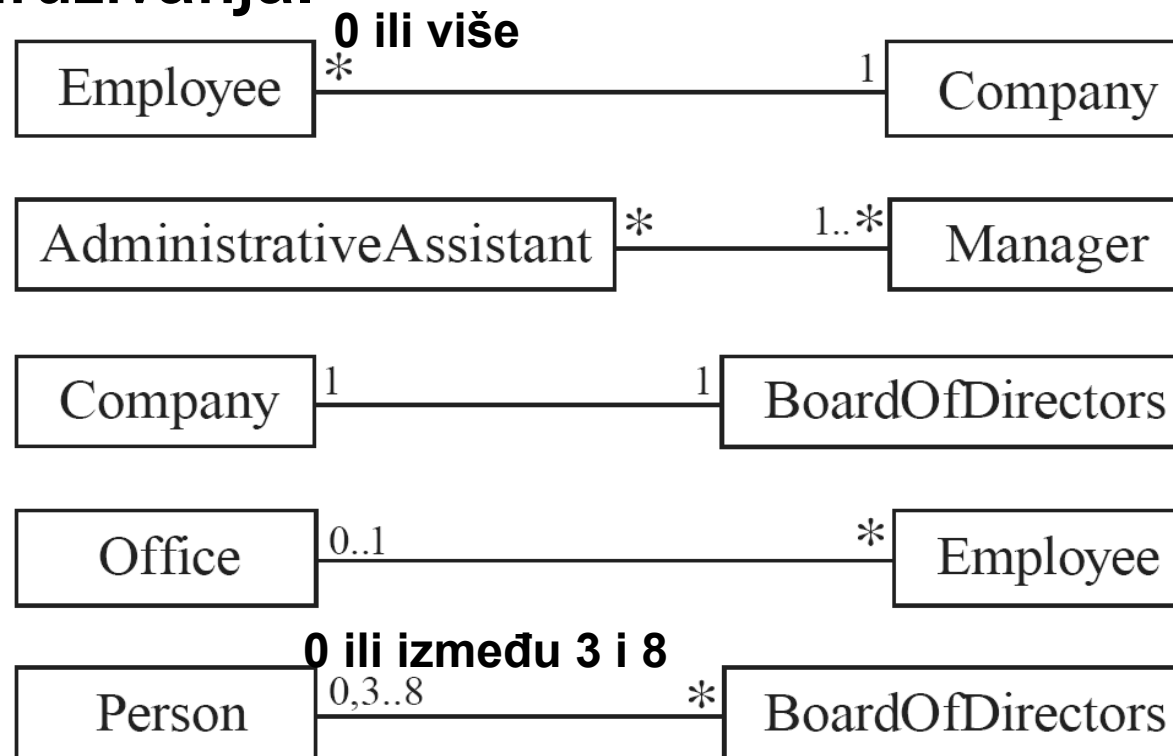 0 ili više
Employee * 1 Company
AdministrativeAssistant * 1..* Manager
Company 1 1 BoardOfDirectors
Office 0..1 * Employee
0 ili između 3 i 8
Person 0,3..8 * BoardOfDirectors